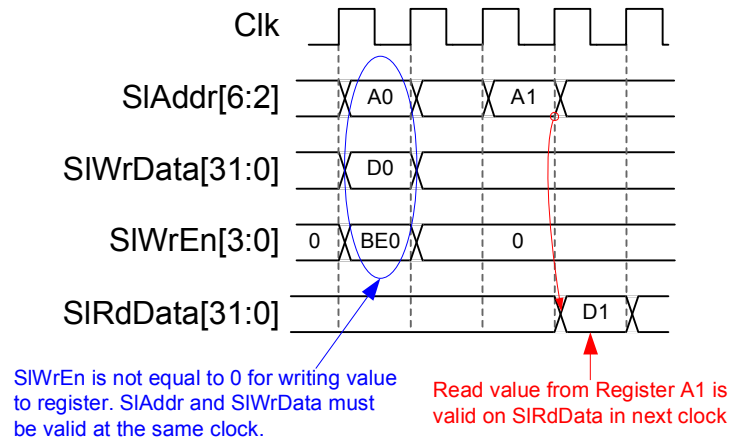 Clk
SlAddr[6:2] A0 A1
SlWrData[31:0] D0
SlWrEn[3:0] 0 BE0 0
SlRdData[31:0] D1
SlWrEn is not equal to 0 for writing value
to register. SlAddr and SlWrData must
be valid at the same clock.
Read value from Register A1 is
valid on SlRdData in next clock